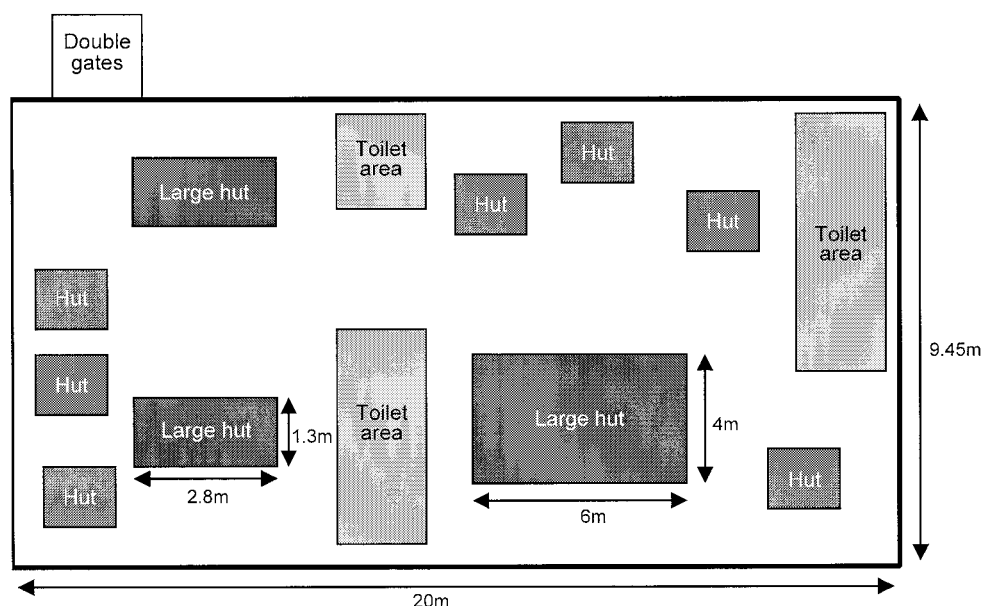 Double
gates
Large hut
Toilet
area
Hut
Hut
Hut
Toilet
area
Hut
9.45m
Hut
Large hut
1.3m
2.8m
Toilet
area
Large hut
4m
6m
Hut
Hut
20m